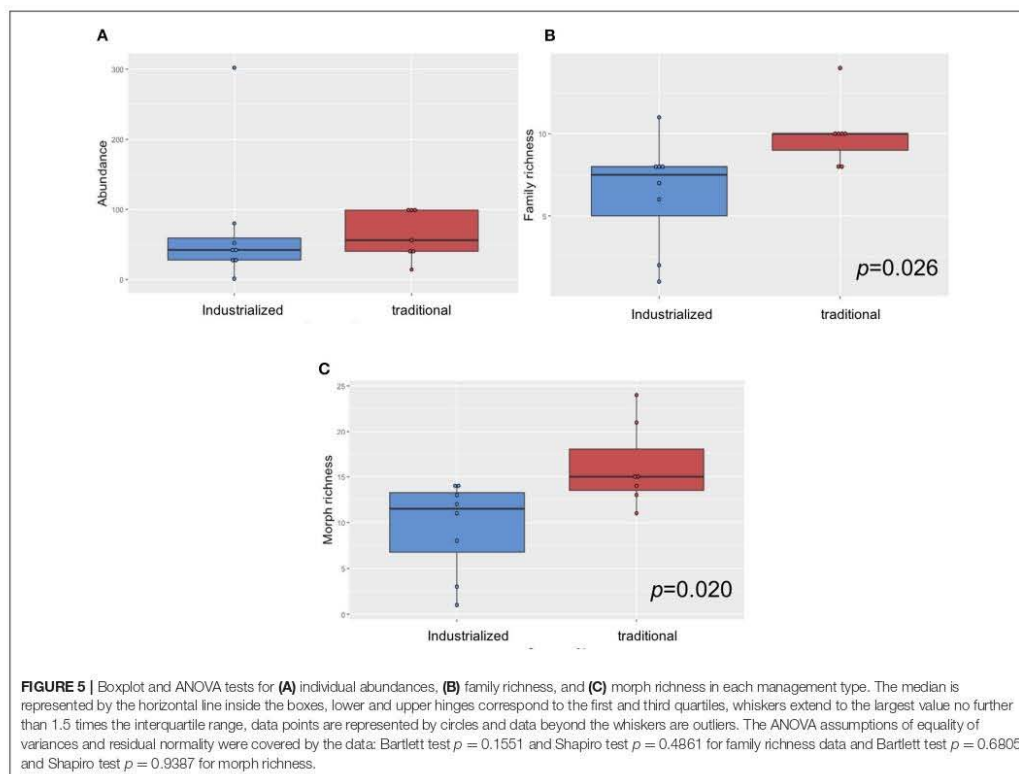 A
300
200
100
0
Abundance
Industrialized
traditional
B
10
5
Family richness
p=0.026
Industrialized
traditional
C
25
20
15
10
5
0
Morph richness
p=0.020
Industrialized
traditional
FIGURE 5 | Boxplot and ANOVA tests for (A) individual abundances, (B) family richness, and (C) morph richness in each management type. The median is
represented by the horizontal line inside the boxes, lower and upper hinges correspond to the first and third quartiles, whiskers extend to the largest value no further
than 1.5 times the interquartile range, data points are represented by circles and data beyond the whiskers are outliers. The ANOVA assumptions of equality of
variances and residual normality were covered by the data: Bartlett test p = 0.1551 and Shapiro test p = 0.4861 for family richness data and Bartlett test p = 0.6805
and Shapiro test p = 0.9387 for morph richness.